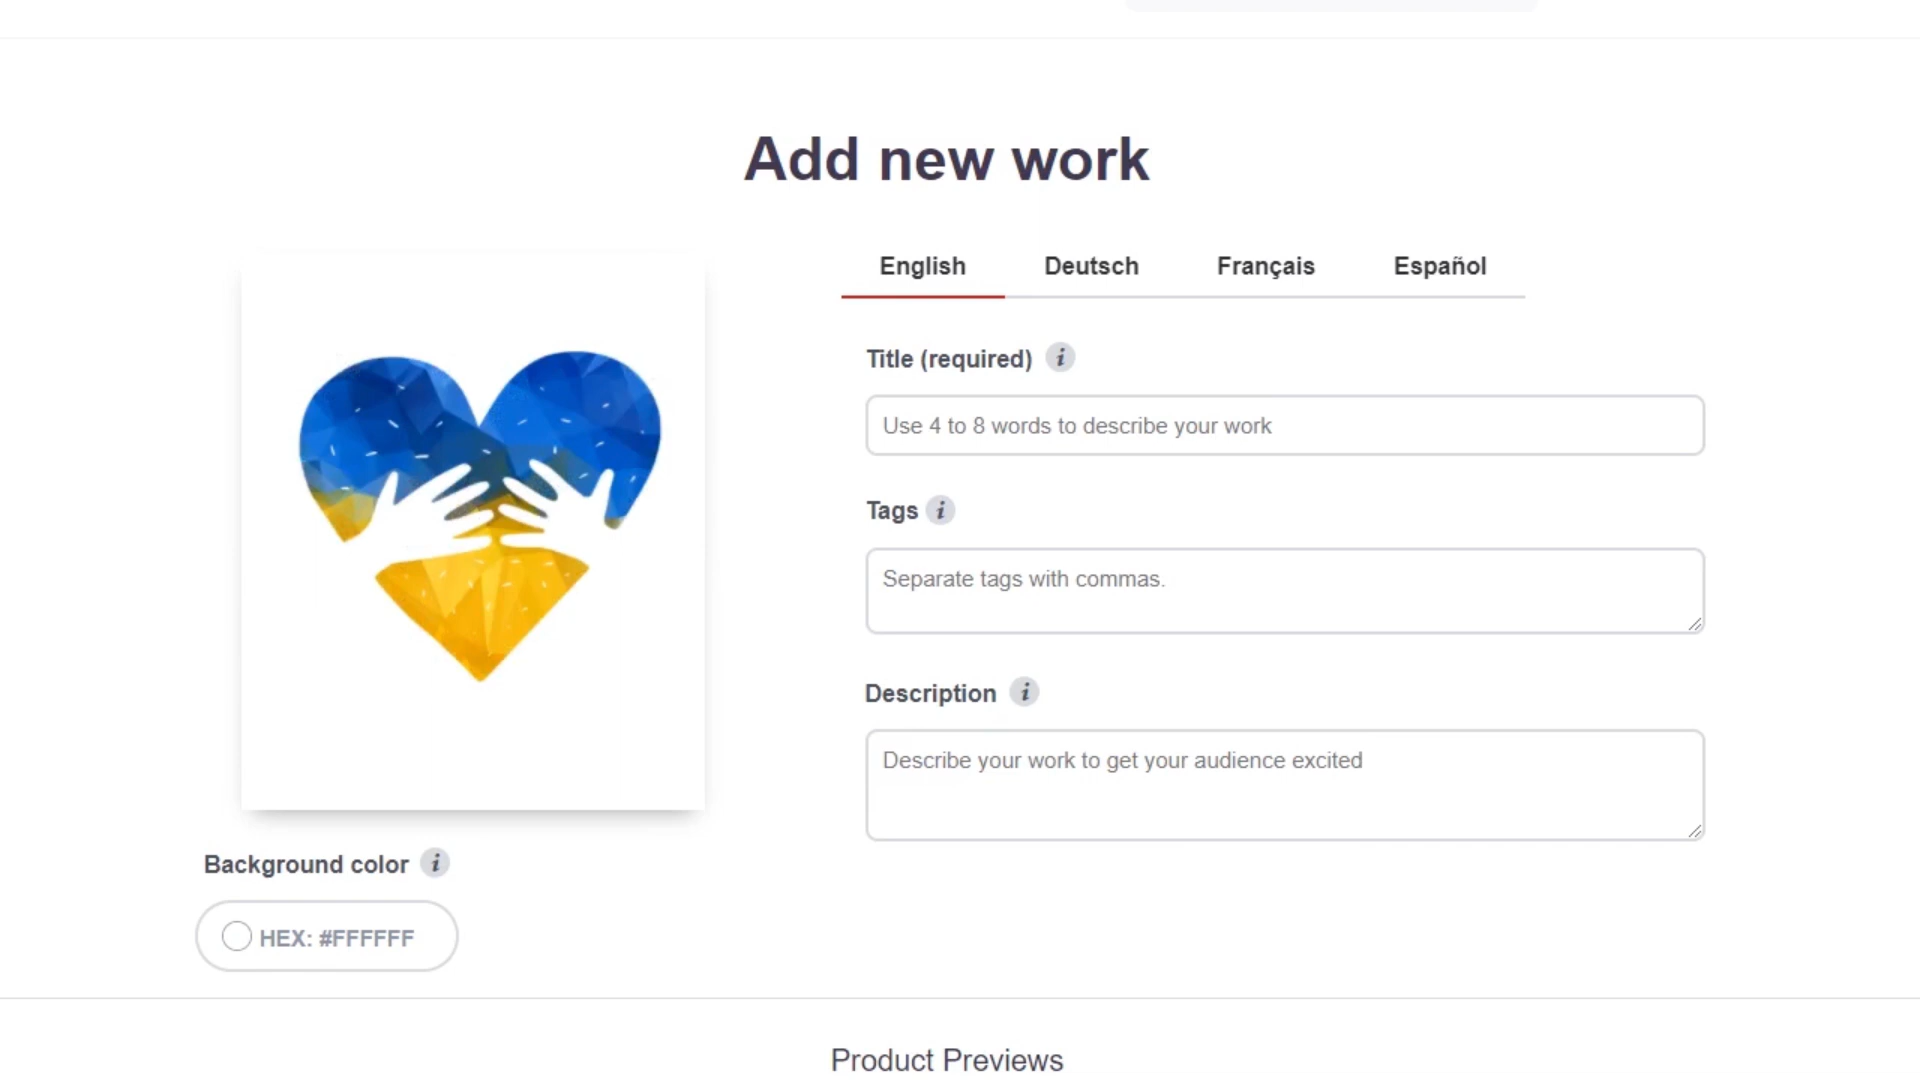 Add new work
English Deutsch Français Español
Title (required) i
Use 4 to 8 words to describe your work
Tags i
Separate tags with commas.
Description i
Describe your work to get your audience excited
Background color i
HEX: #FFFFFF
Product Previews